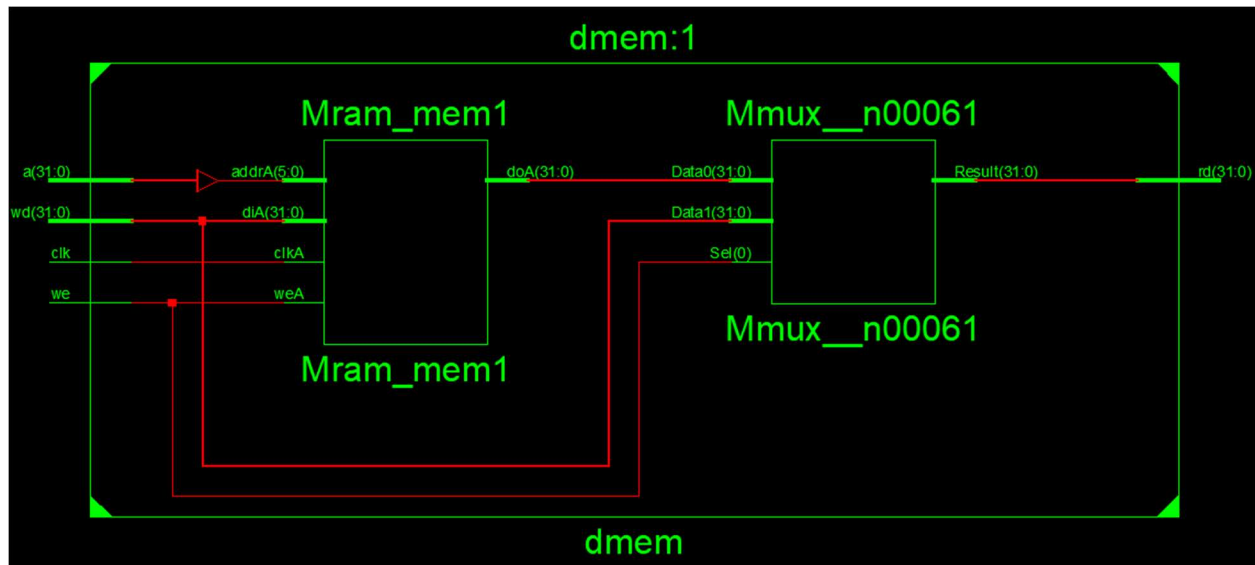 dmem:1
Mram_mem1
Mmux__n00061
a(31:0)
addrA(5:0)
doA(31:0)
Data0(31:0)
Result(31:0)
rd(31:0)
wd(31:0)
diA(31:0)
Data1(31:0)
clk
clkA
Sel(0)
we
weA
Mram_mem1
Mmux__n00061
dmem